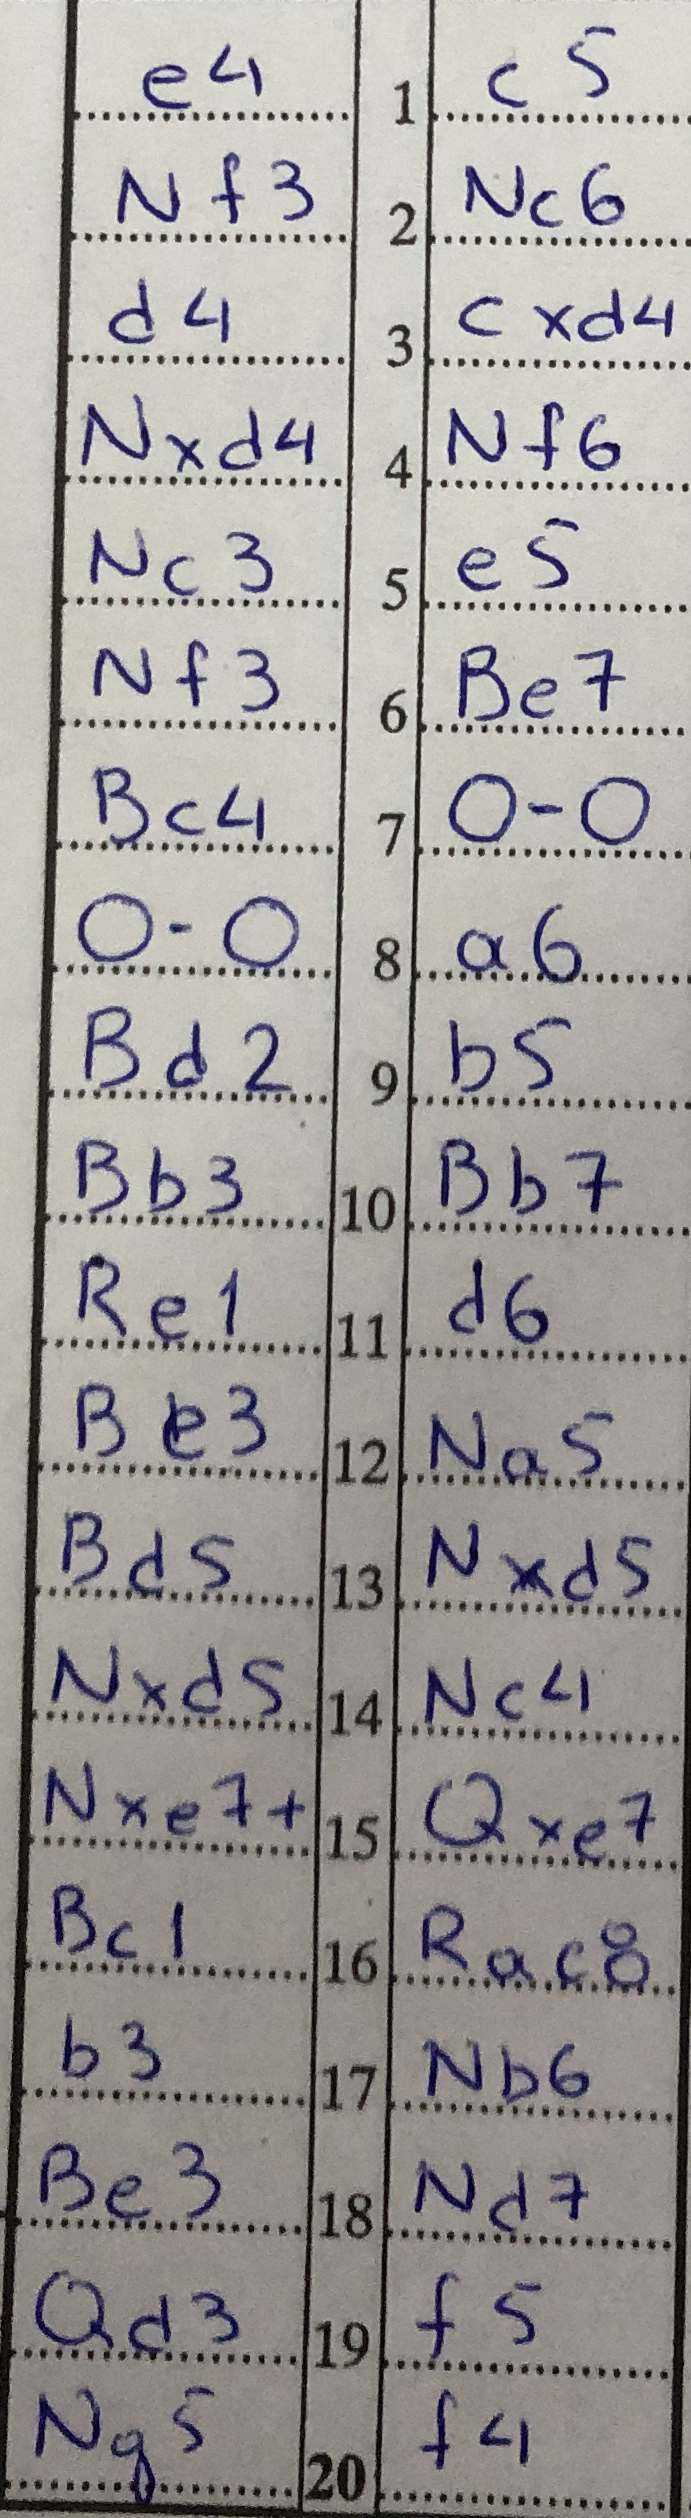 e4 1 c5
Nf3 2 Nc6
d4 3 cxd4
Nxd4 4 Nf6
Nc3 5 e5
Nf3 6 Be7
Bc4 7 O-O
O-O 8 a6
Bd2 9 b5
Bb3 10 Bb7
Re1 11 d6
Be3 12 Na5
Bd5 13 Nxd5
Nxd5 14 Nc4
Nxe7+ 15 Qxe7
Bc1 16 Rac8
b3 17 Nb6
Be3 18 Nd7
Qd3 19 f5
Ng5 20 f4